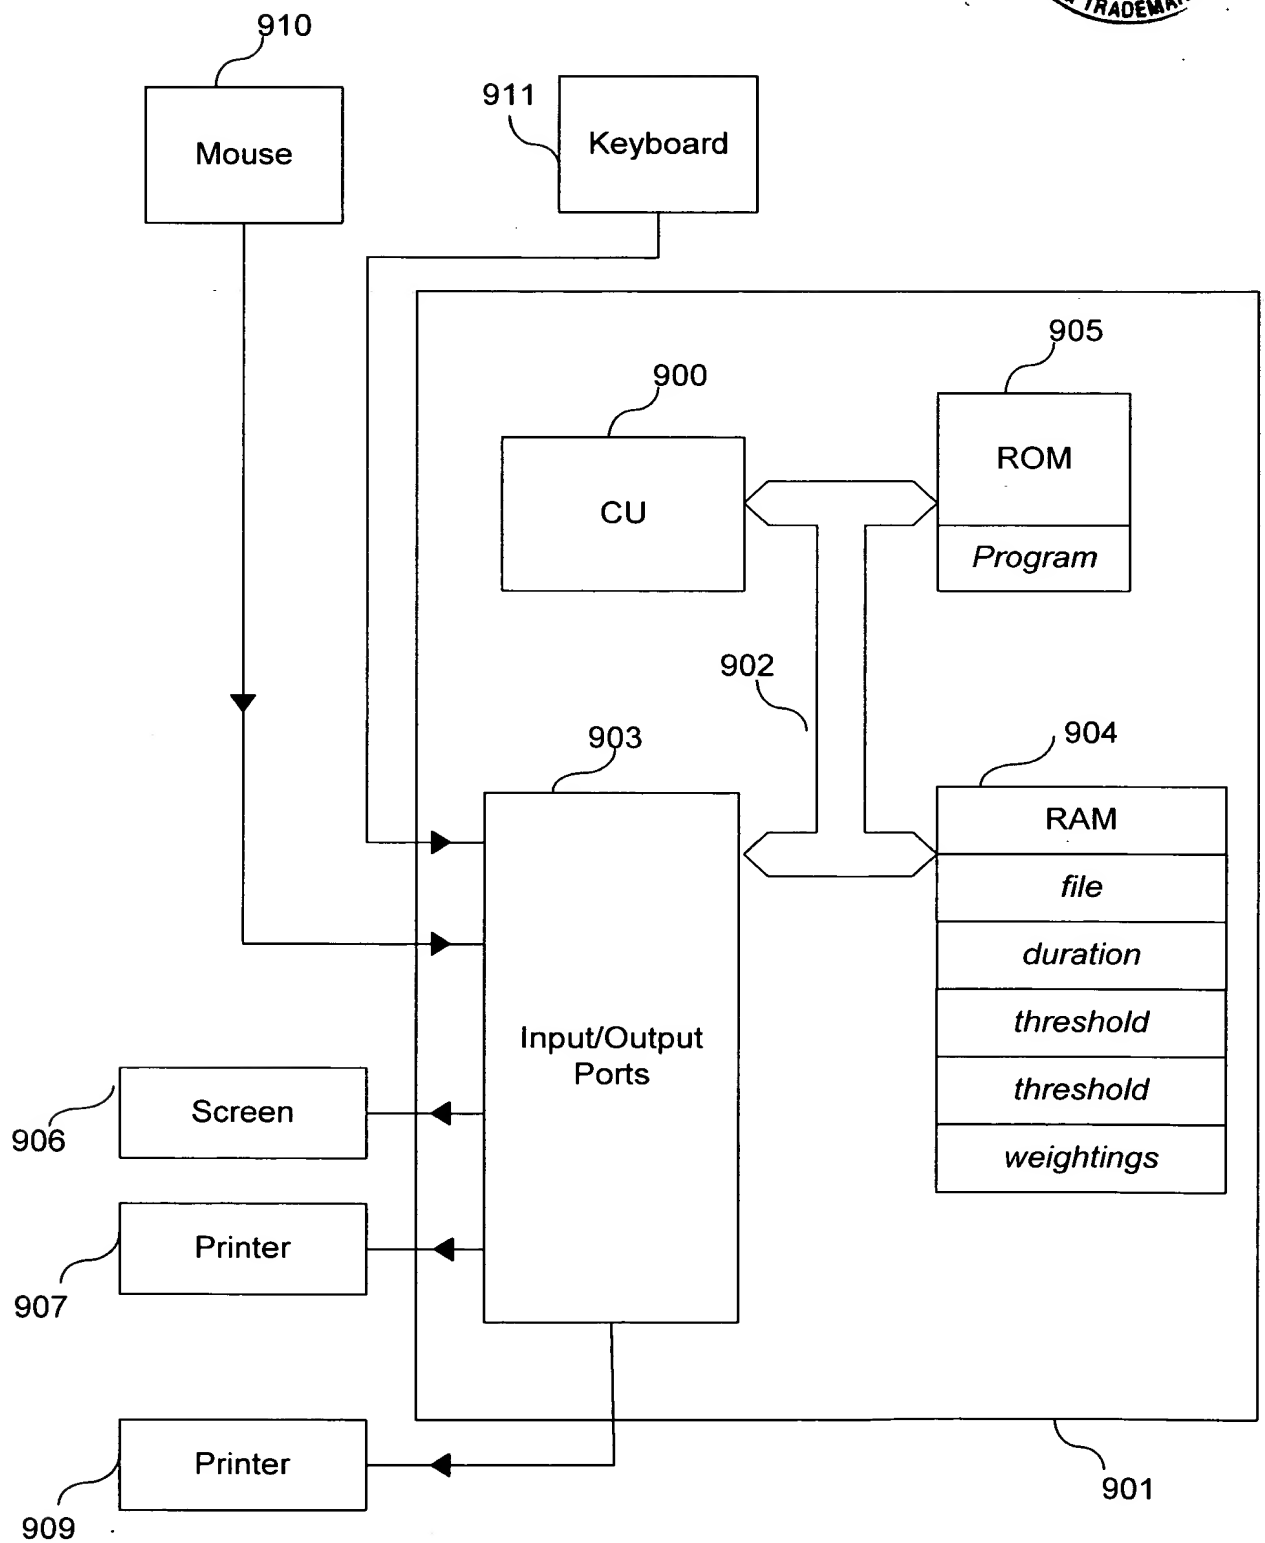 TRADEMAR
910
911
Mouse
Keyboard
905
900
ROM
CU
Program
902
903
904
RAM
file
duration
threshold
Input/Output
Ports
threshold
Screen
906
weightings
Printer
907
Printer
901
909